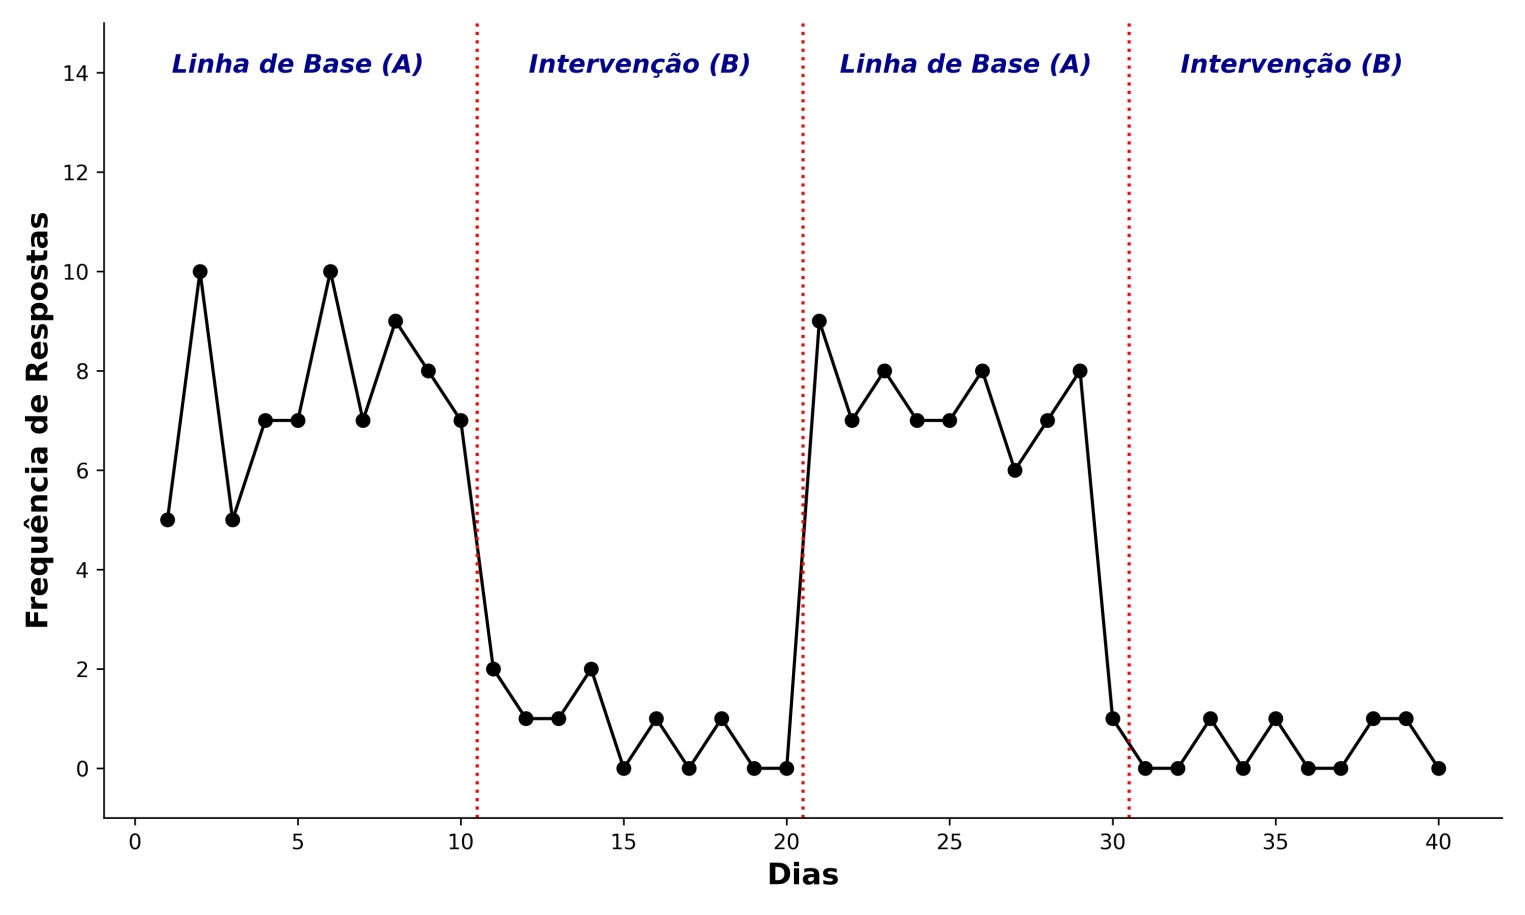 Linha de Base (A)
Intervenção (B)
Linha de Base (A)
Intervenção (B)
Frequência de Respostas
14
12
10
8
6
4
2
0
0
5
10
15
20
25
30
35
40
Dias